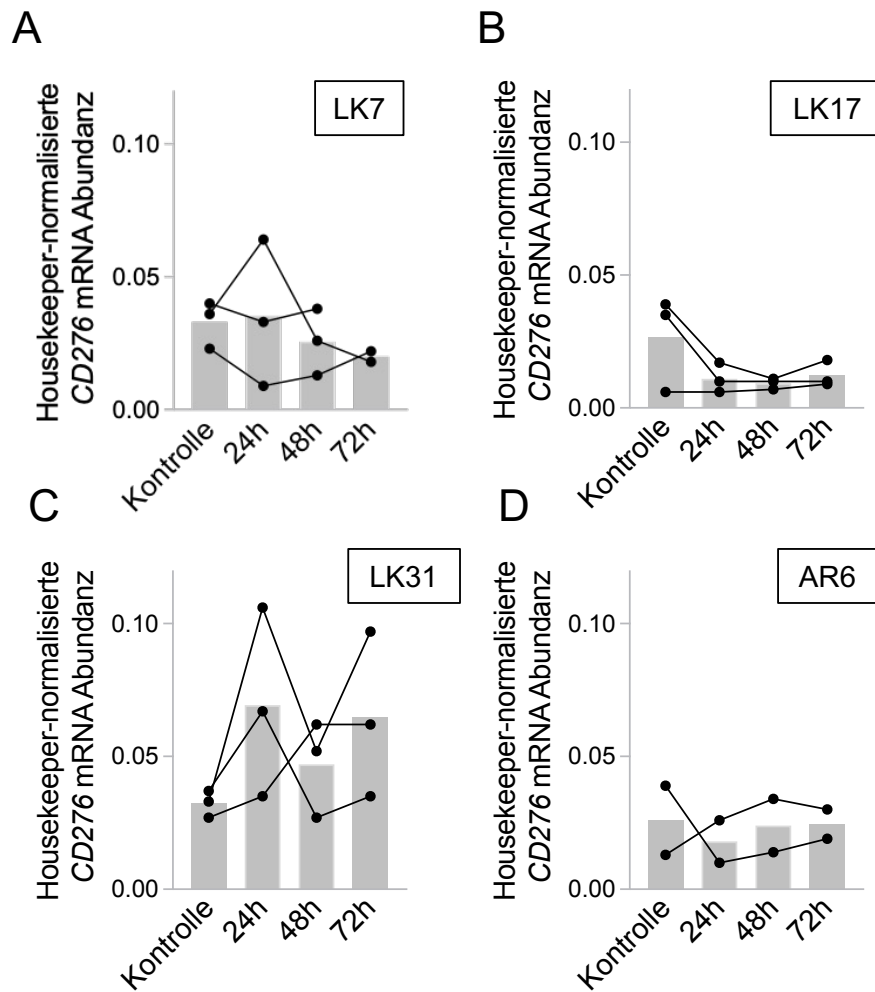 A
LK7
Housekeeper-normalisierte
CD276 mRNA Abundanz
0.10
0.05
0.00
Kontrolle
24h
48h
72h
B
LK17
Housekeeper-normalisierte
CD276 mRNA Abundanz
0.10
0.05
0.00
Kontrolle
24h
48h
72h
C
LK31
Housekeeper-normalisierte
CD276 mRNA Abundanz
0.10
0.05
0.00
Kontrolle
24h
48h
72h
D
AR6
Housekeeper-normalisierte
CD276 mRNA Abundanz
0.10
0.05
0.00
Kontrolle
24h
48h
72h